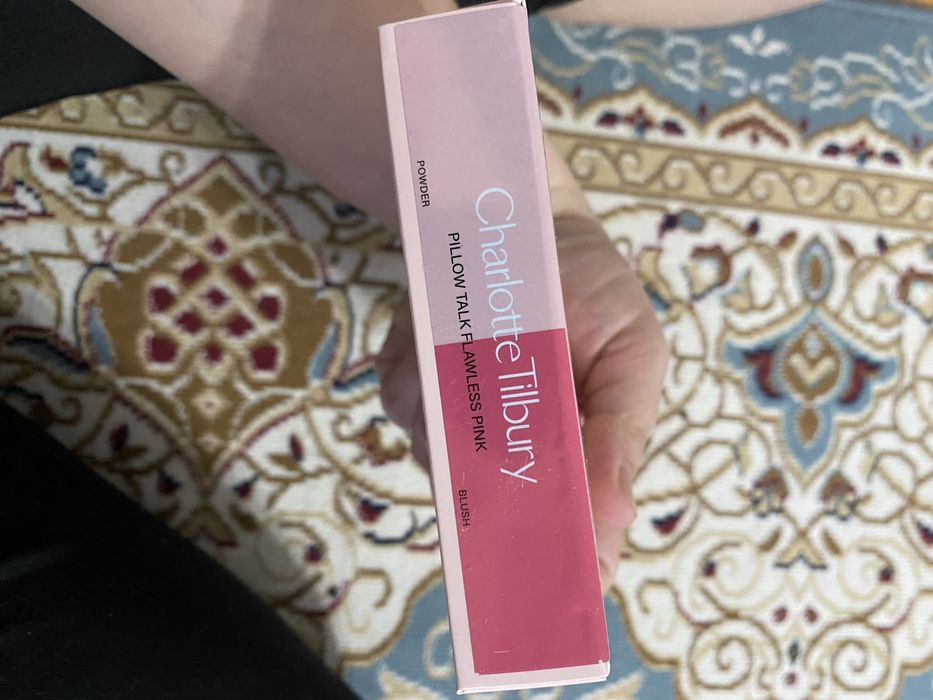 Charlotte Tilbury
PILLOW TALK FLAWLESS PINK
POWDER
BLUSH